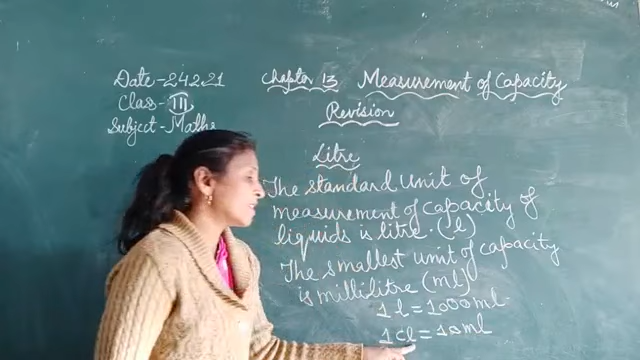 Date-24.2.21
Class-III
Subject-Maths
Chapter 13 Measurement of Capacity
Revision
Litre
The standard unit of
measurement of capacity of
liquids is litre. (l)
The smallest unit of capacity
is millilitre (ml)
1 l = 1000 ml
1 cl = 10 ml